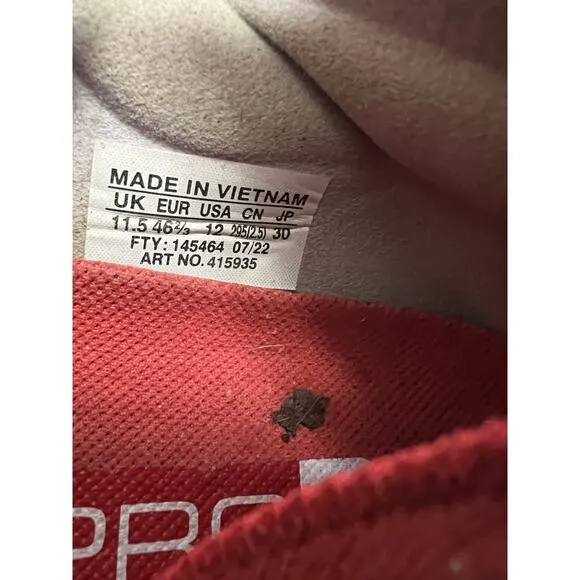 MADE IN VIETNAM
UK EUR USA CN JP
11.5 46⅔ 12 295(2.5) 30
FTY: 145464 07/22
ART NO. 415935
PRO